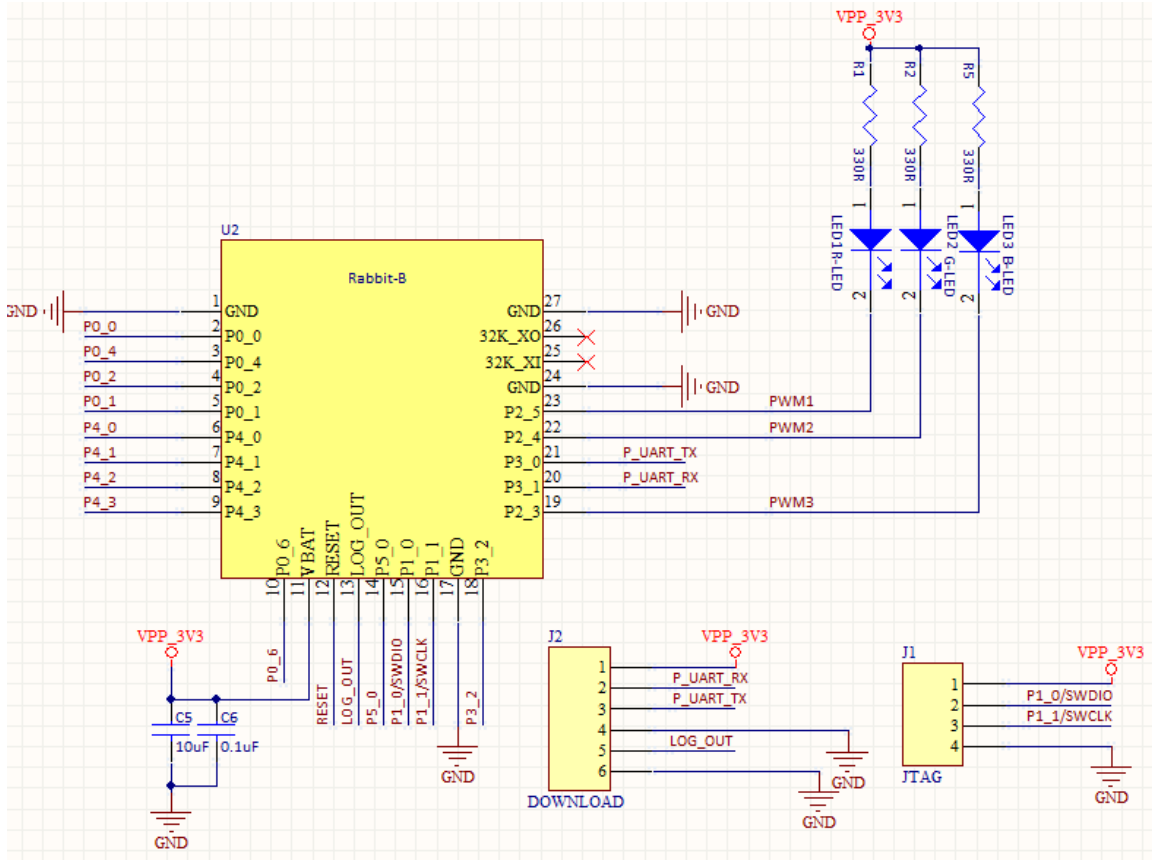 VPP_3V3
R1
R2
R5
330R
330R
330R
1
1
1
LED1R-LED
LED2 G-LED
LED3 B-LED
2
2
2
U2
Rabbit-B
GND
1 GND
P0_0 2 P0_0
P0_4 3 P0_4
P0_2 4 P0_2
P0_1 5 P0_1
P4_0 6 P4_0
P4_1 7 P4_1
P4_2 8 P4_2
P4_3 9 P4_3
GND 27 GND
32K_XO 26
32K_XI 25
GND 24 GND
P2_5 23 PWM1
P2_4 22 PWM2
P3_0 21 P_UART_TX
P3_1 20 P_UART_RX
P2_3 19 PWM3
10 P0_6 P0_6
11 VBAT
12 RESET RESET
13 LOG_OUT LOG_OUT
14 P5_0 P5_0
15 P1_0 P1_0/SWDIO
16 P1_1 P1_1/SWCLK
17 GND
18 P3_2 P3_2
GND
VPP_3V3
C5
C6
10uF
0.1uF
GND
J2
VPP_3V3
1
2 P_UART_RX
3 P_UART_TX
4
5 LOG_OUT
6
GND
GND
DOWNLOAD
J1
VPP_3V3
1
2 P1_0/SWDIO
3 P1_1/SWCLK
4
JTAG
GND